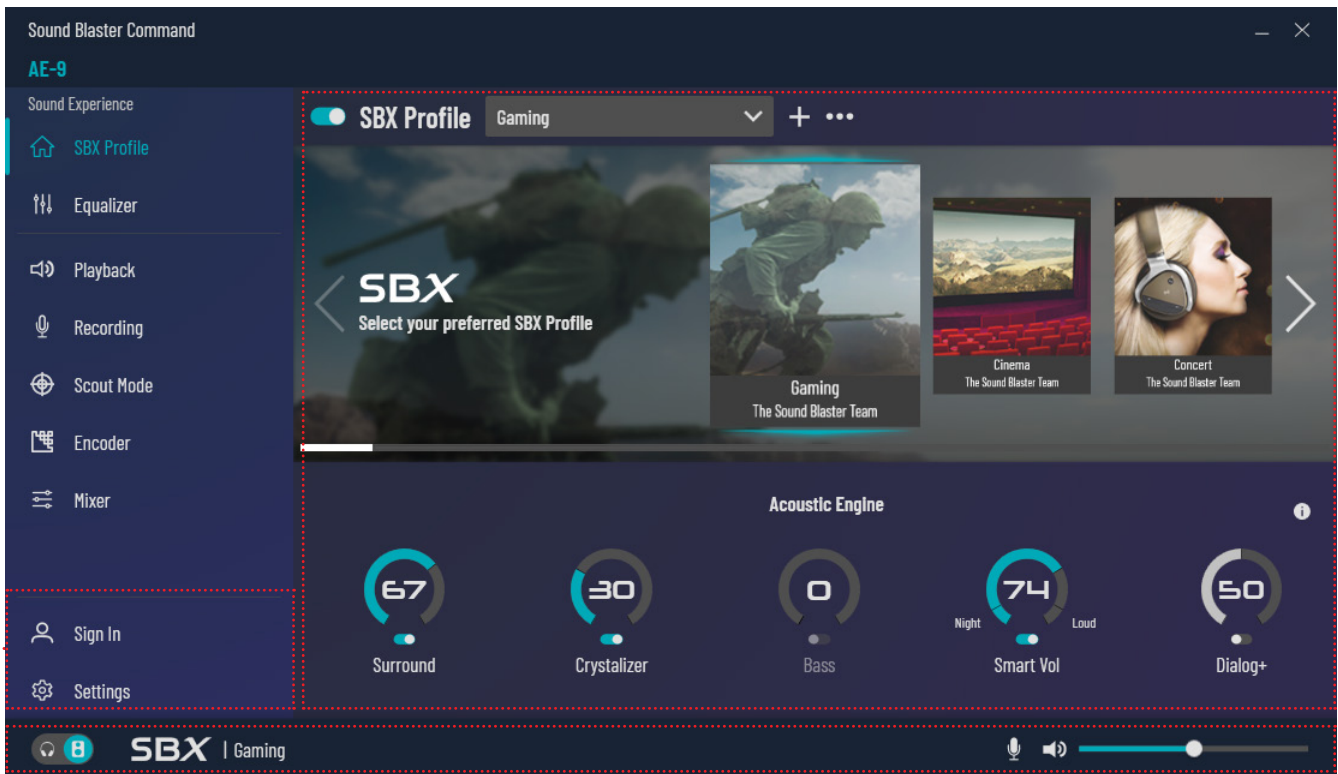 Sound Blaster Command
AE-9
Sound Experience
SBX Profile
Equalizer
Playback
Recording
Scout Mode
Encoder
Mixer
Sign In
Settings
SBX Profile
Gaming
SBX
Select your preferred SBX Profile
Gaming
The Sound Blaster Team
Cinema
The Sound Blaster Team
Concert
The Sound Blaster Team
Acoustic Engine
67
Surround
30
Crystalizer
0
Bass
74
Night
Loud
Smart Vol
50
Dialog+
SBX | Gaming